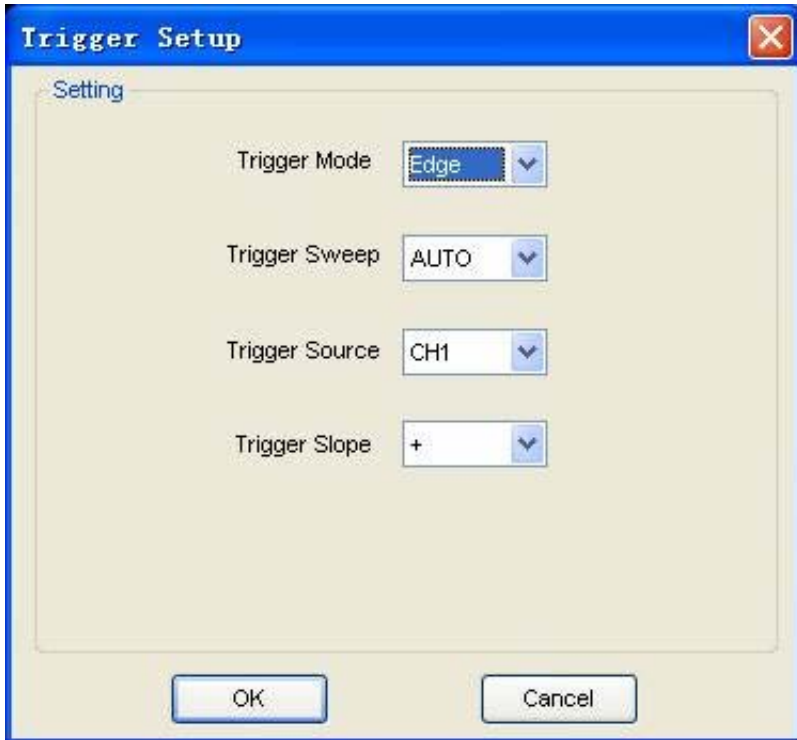 Trigger Setup
Setting
Trigger Mode Edge
Trigger Sweep AUTO
Trigger Source CH1
Trigger Slope +
OK Cancel